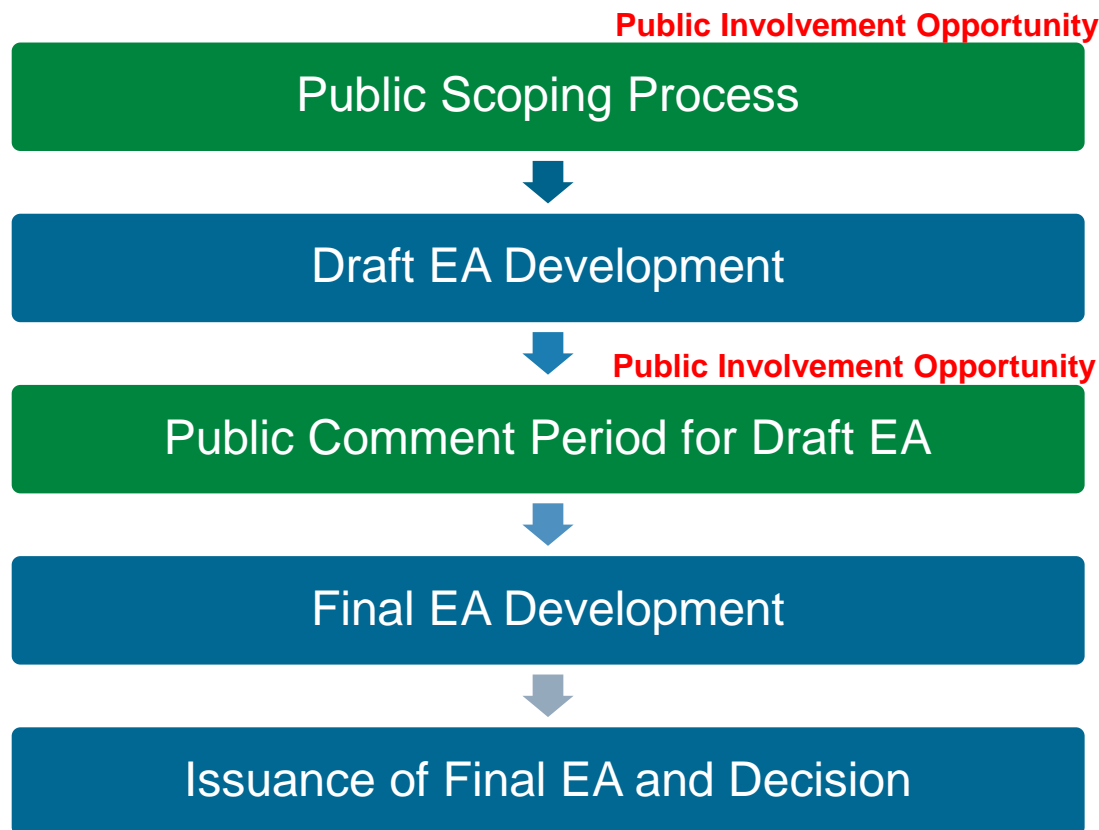 Public Involvement Opportunity
Public Scoping Process
Draft EA Development
Public Involvement Opportunity
Public Comment Period for Draft EA
Final EA Development
Issuance of Final EA and Decision